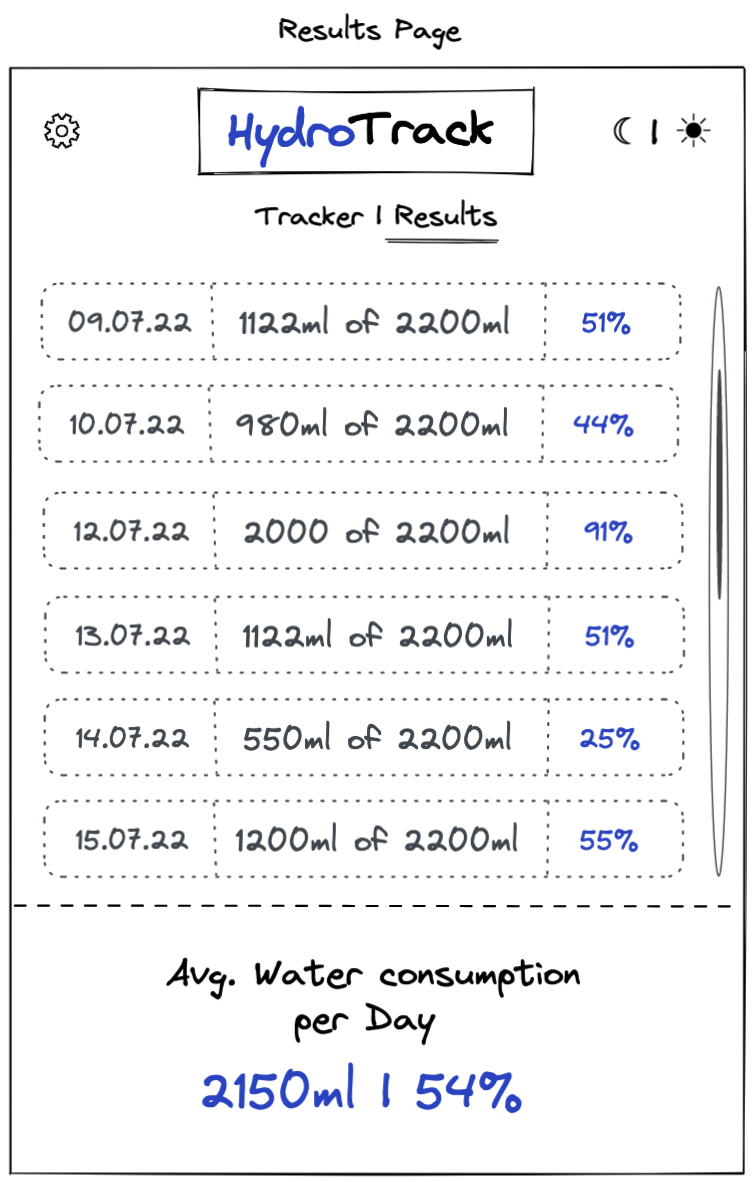 Results Page
HydroTrack
Tracker | Results
09.07.22 1122ml of 2200ml 51%
10.07.22 980ml of 2200ml 44%
12.07.22 2000 of 2200ml 91%
13.07.22 1122ml of 2200ml 51%
14.07.22 550ml of 2200ml 25%
15.07.22 1200ml of 2200ml 55%
Avg. Water consumption
per Day
2150ml | 54%